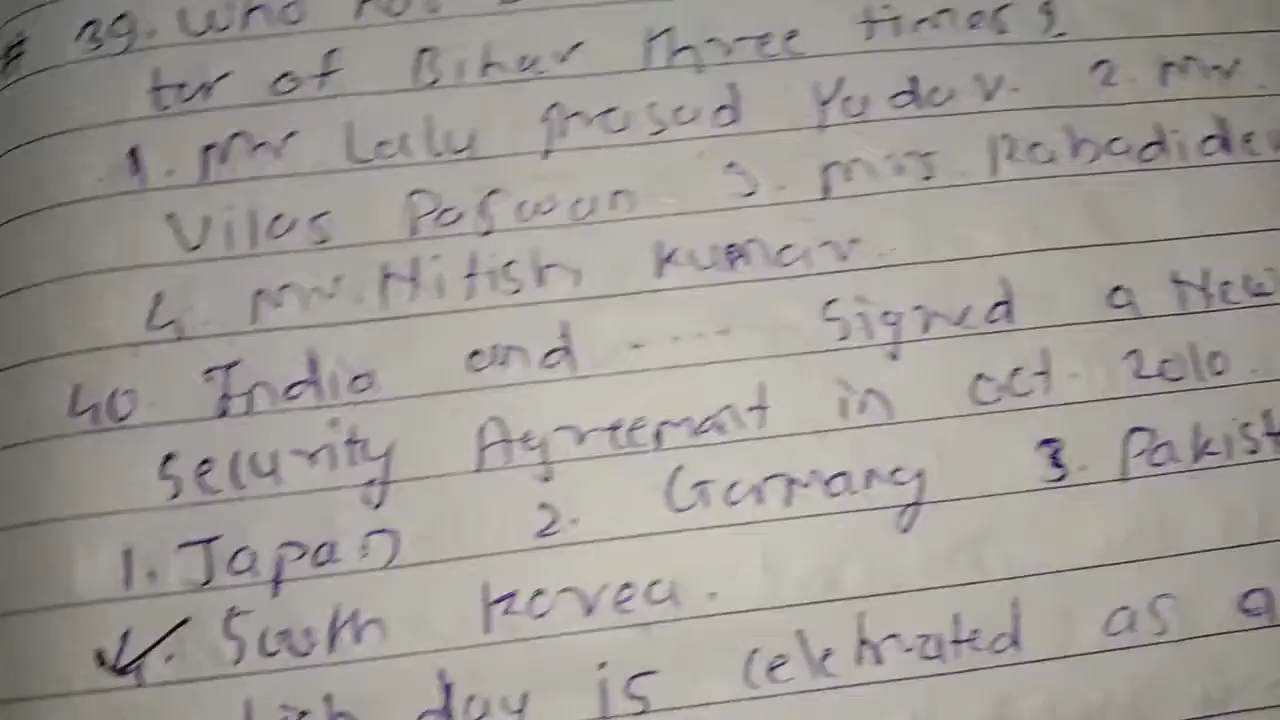 39. Who
ter of Bihar three times?
1. Mr Lalu Prasad Yadav. 2. Mr.
Vilas Paswan 3. Mrs. Rabadidev
4. Mr. Nitish Kumar.
40. India and ..... Signed a New
Security Agreement in Oct. 2010.
1. Japan 2. Germany 3. Pakist
4. South Korea.
day is celebrated as a